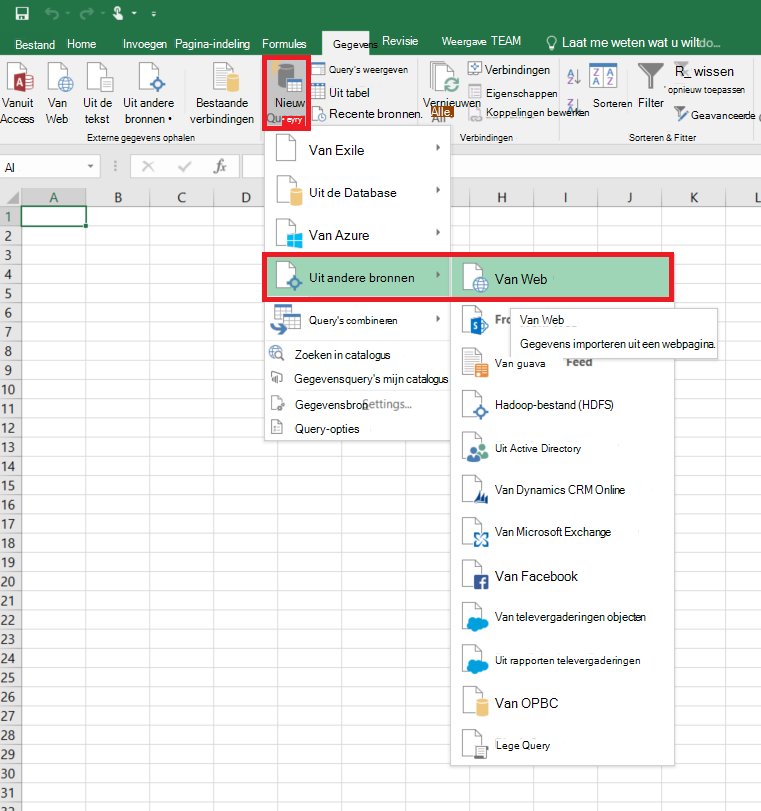 Bestand Home Invoegen Pagina-indeling Formules Gegevens Revisie Weergave TEAM Laat me weten wat u wilt do...
Vanuit Access
Van Web
Uit de tekst
Uit andere bronnen
Bestaande verbindingen
Externe gegevens ophalen
Nieuw
Query's weergeven
Uit tabel
Recente bronnen.
Vernieuwen
Alle
All
Verbindingen
Eigenschappen
Koppelingen bewerken
Verbindingen
Sorteren
Filter
wissen
opnieuw toepassen
Geavanceerde
Sorteren & Filter
AI
fx
A B C D H I J K L
1
2
3
4
5
6
7
8
9
10
11
12
13
14
15
16
17
18
19
20
21
22
23
24
25
26
27
28
29
30
31
Van Exile
Uit de Database
Van Azure
Uit andere bronnen
Query's combineren
Zoeken in catalogus
Gegevensquery's mijn catalogus
Gegevensbron Settings...
Query-opties
Van Web
Van Web
Gegevens importeren uit een webpagina.
Van guava Feed
Hadoop-bestand (HDFS)
Uit Active Directory
Van Dynamics CRM Online
Van Microsoft Exchange
Van Facebook
Van televergaderingen objecten
Uit rapporten televergaderingen
Van OPBC
Lege Query